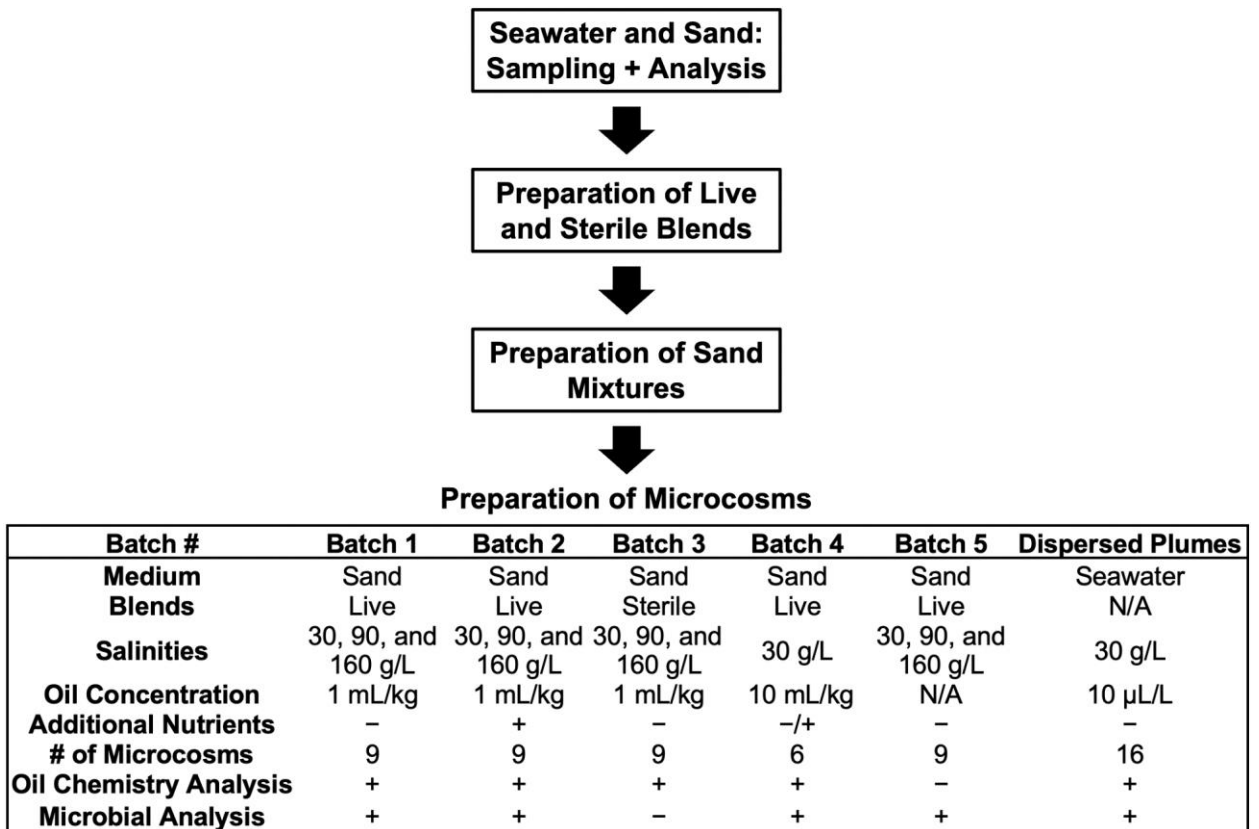 Seawater and Sand:
Sampling + Analysis
Preparation of Live
and Sterile Blends
Preparation of Sand
Mixtures
Preparation of Microcosms
Batch # Batch 1 Batch 2 Batch 3 Batch 4 Batch 5 Dispersed Plumes
Medium Sand Sand Sand Sand Sand Seawater
Blends Live Live Sterile Live Live N/A
Salinities 30, 90, and 160 g/L 30, 90, and 160 g/L 30, 90, and 160 g/L 30 g/L 30, 90, and 160 g/L 30 g/L
Oil Concentration 1 mL/kg 1 mL/kg 1 mL/kg 10 mL/kg N/A 10 µL/L
Additional Nutrients − + − −/+ − −
# of Microcosms 9 9 9 6 9 16
Oil Chemistry Analysis + + + + − +
Microbial Analysis + + − + + +